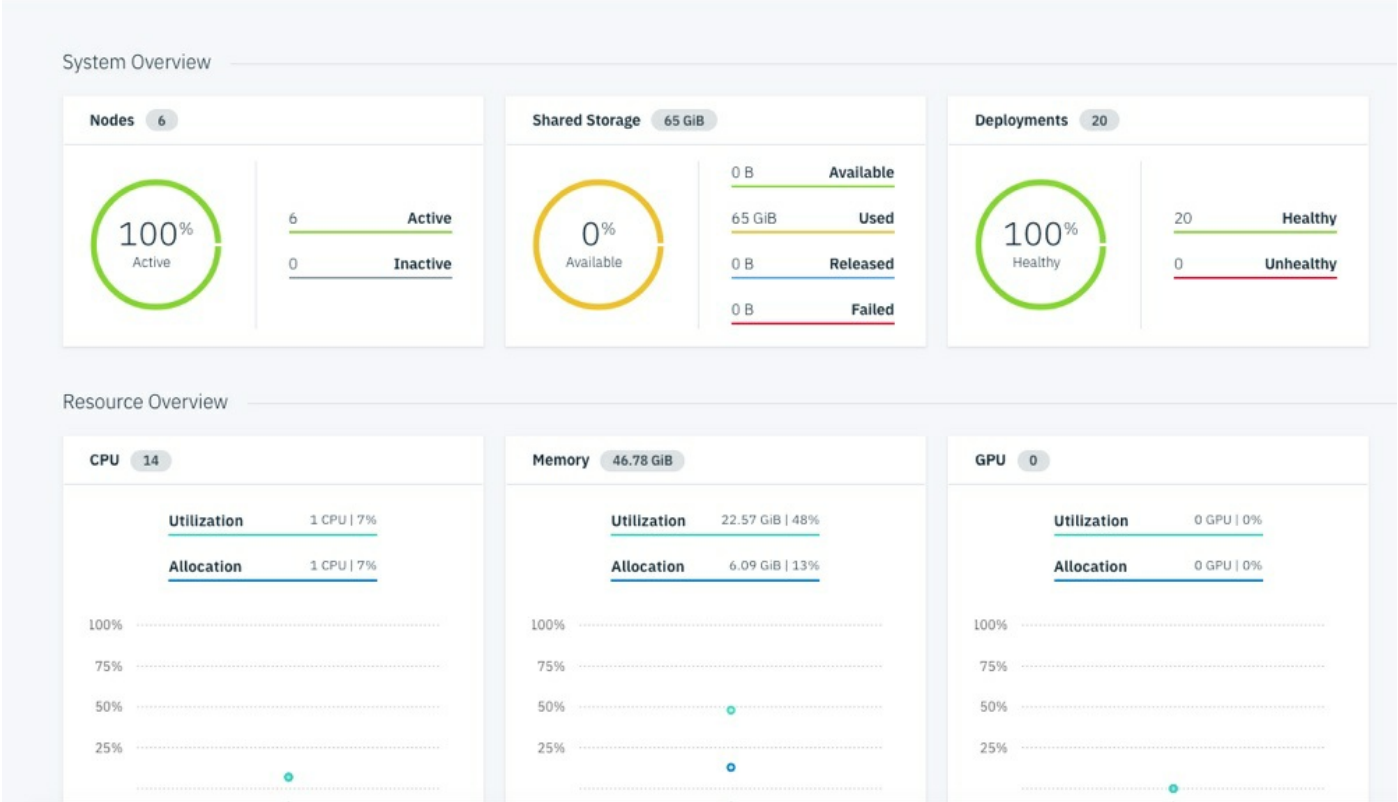 System Overview
Nodes 6
100%
Active
6 Active
0 Inactive
Shared Storage 65 GiB
0%
Available
0 B Available
65 GiB Used
0 B Released
0 B Failed
Deployments 20
100%
Healthy
20 Healthy
0 Unhealthy
Resource Overview
CPU 14
Utilization 1 CPU | 7%
Allocation 1 CPU | 7%
100%
75%
50%
25%
Memory 46.78 GiB
Utilization 22.57 GiB | 48%
Allocation 6.09 GiB | 13%
100%
75%
50%
25%
GPU 0
Utilization 0 GPU | 0%
Allocation 0 GPU | 0%
100%
75%
50%
25%